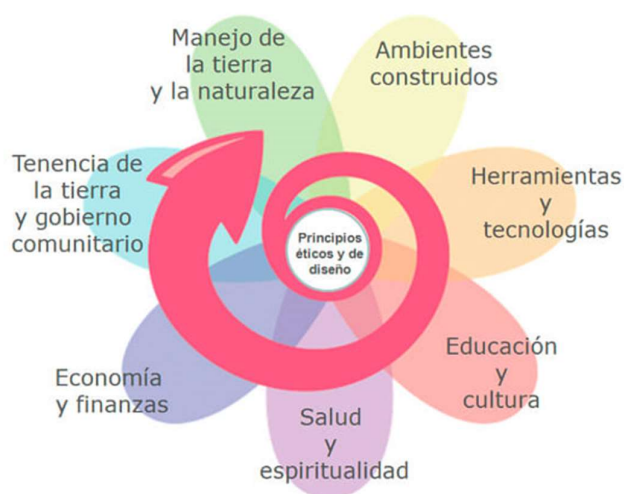 Manejo de
la tierra
y la naturaleza
Ambientes
construidos
Herramientas
y
tecnologías
Educación
y
cultura
Salud
y
espiritualidad
Economía
y finanzas
Tenencia de
la tierra
y gobierno
comunitario
Principios
éticos y de
diseño